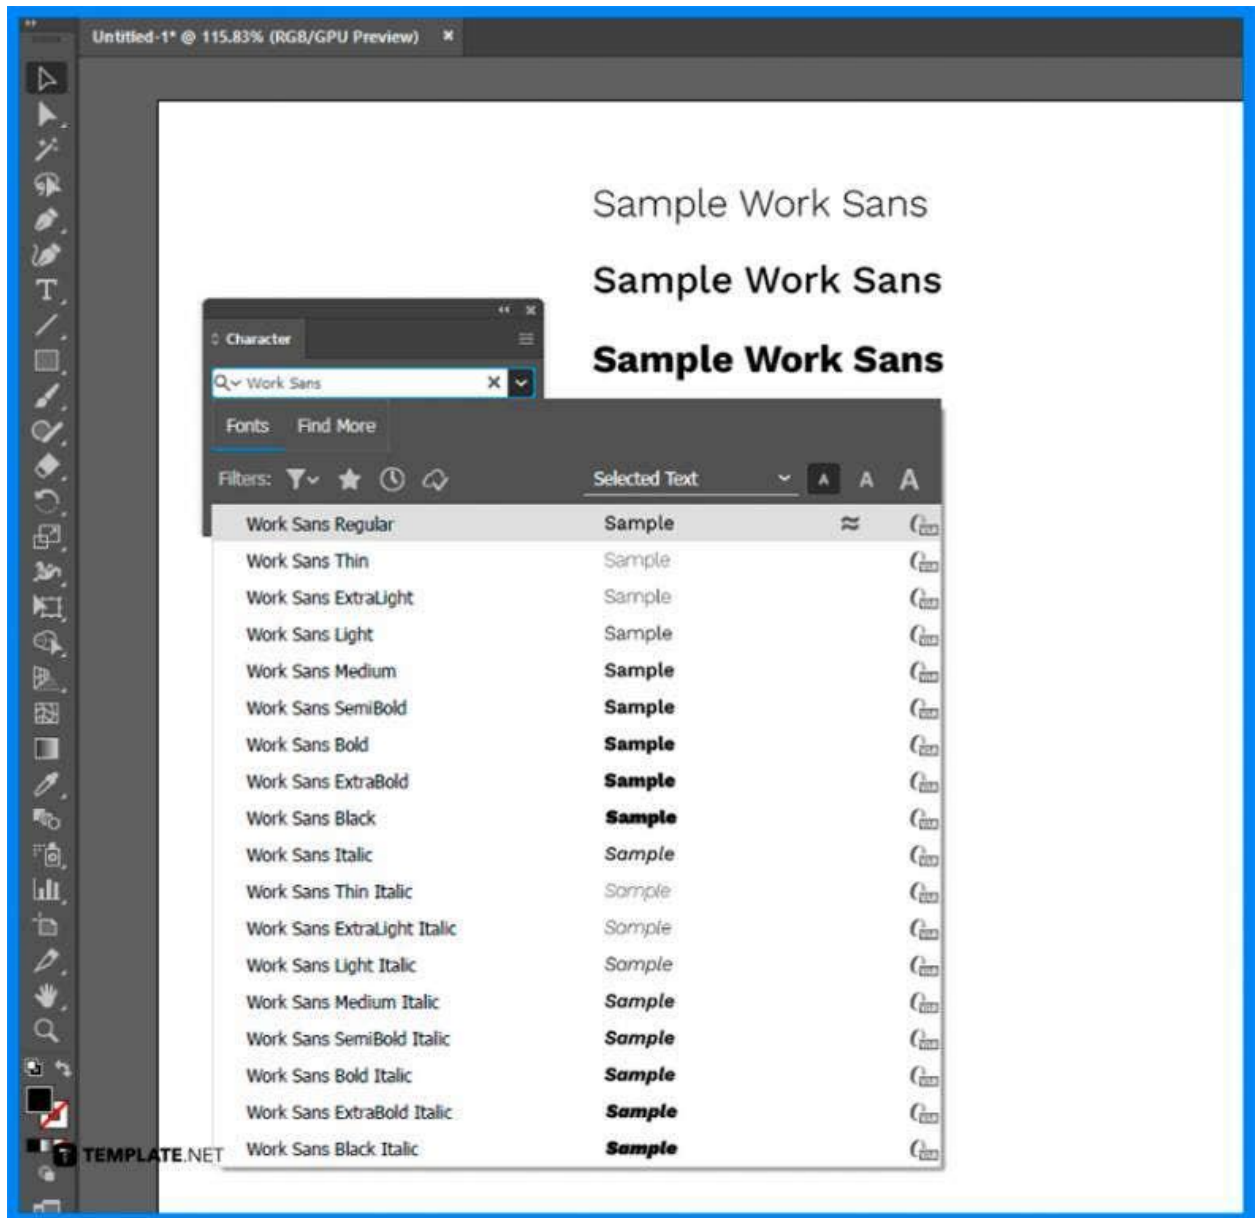 Untitled-1* @ 115.83% (RGB/GPU Preview)
Sample Work Sans
Sample Work Sans
Sample Work Sans
Character
Work Sans
Fonts Find More
Filters: Selected Text A A A
Work Sans Regular Sample
Work Sans Thin Sample
Work Sans ExtraLight Sample
Work Sans Light Sample
Work Sans Medium Sample
Work Sans SemiBold Sample
Work Sans Bold Sample
Work Sans ExtraBold Sample
Work Sans Black Sample
Work Sans Italic Sample
Work Sans Thin Italic Sample
Work Sans ExtraLight Italic Sample
Work Sans Light Italic Sample
Work Sans Medium Italic Sample
Work Sans SemiBold Italic Sample
Work Sans Bold Italic Sample
Work Sans ExtraBold Italic Sample
Work Sans Black Italic Sample
TEMPLATE.NET